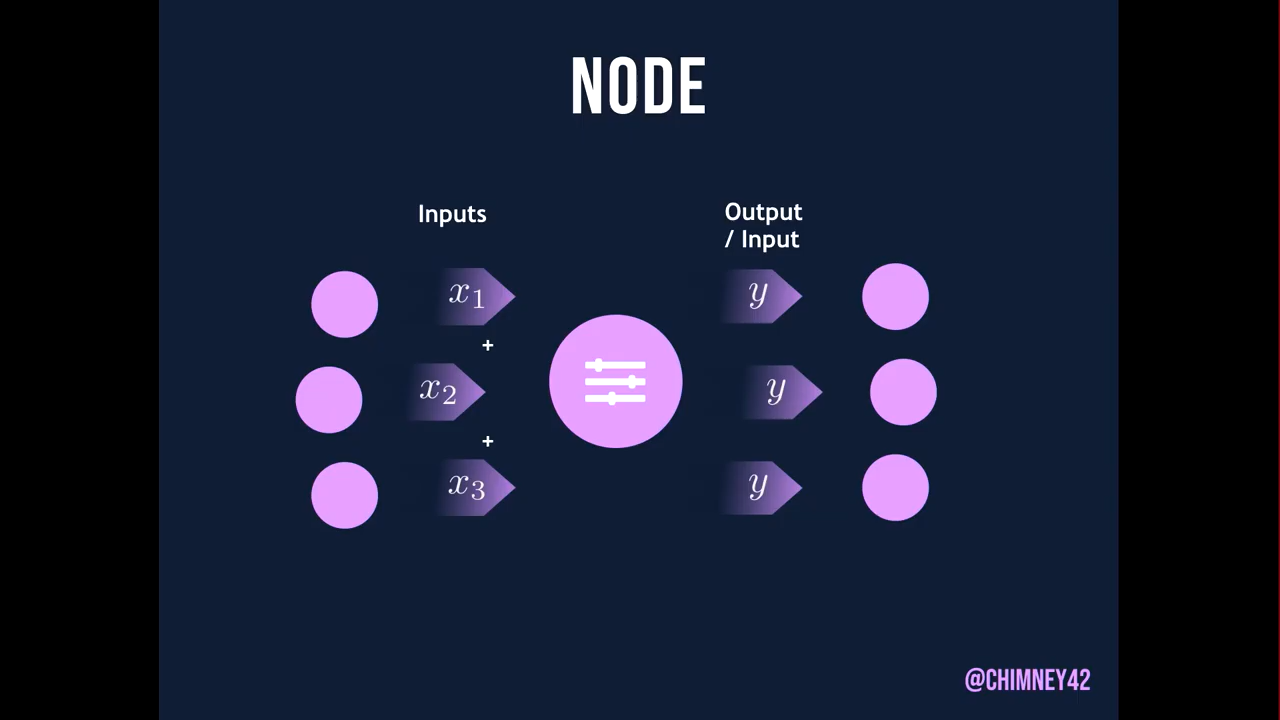 NODE
Inputs
Output
/ Input
x1
y
+
x2
y
+
x3
y
@CHIMNEY42